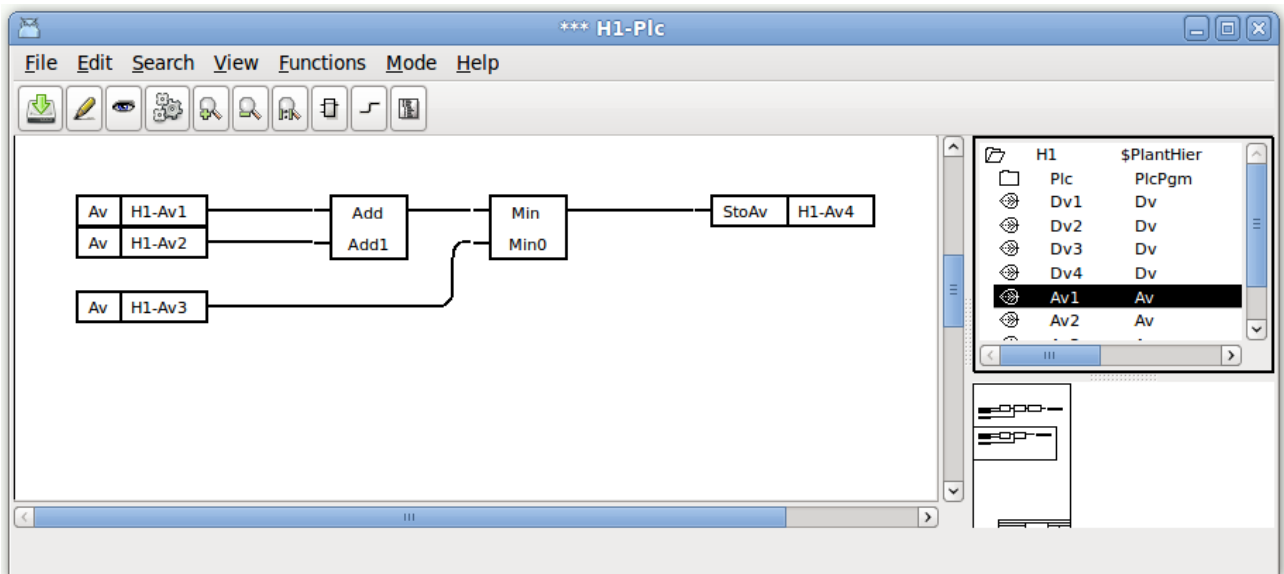 *** H1-Plc
File Edit Search View Functions Mode Help
H1 $PlantHier
Plc PlcPgm
Dv1 Dv
Dv2 Dv
Dv3 Dv
Dv4 Dv
Av1 Av
Av2 Av
Av H1-Av1
Av H1-Av2
Av H1-Av3
Add
Add1
Min
Min0
StoAv H1-Av4